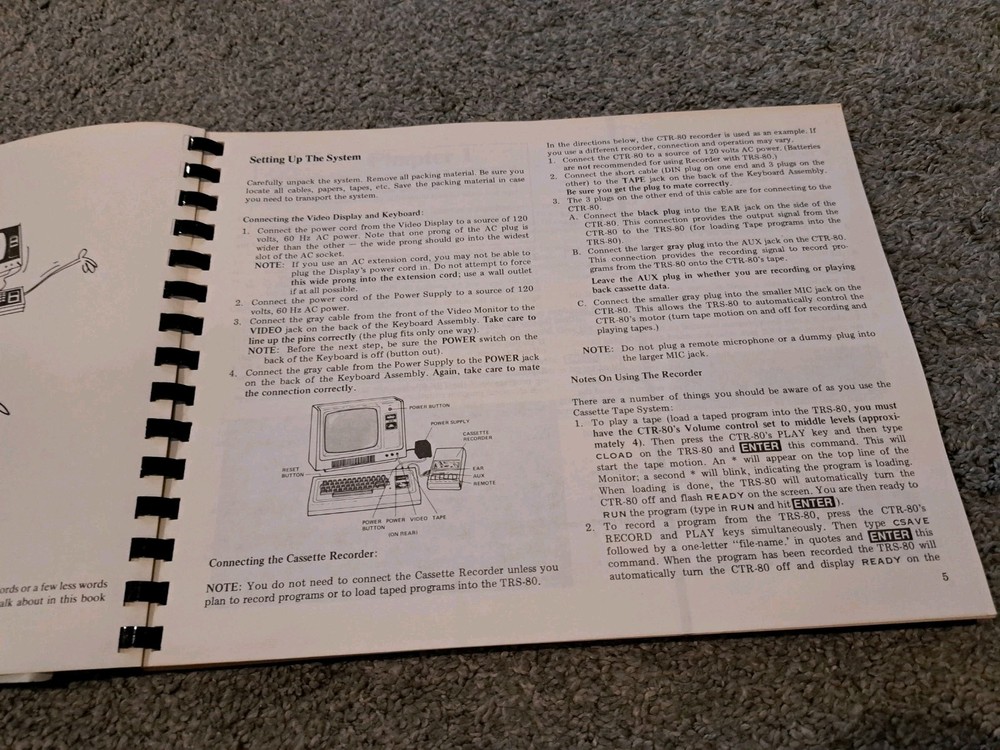 ords or a few less words
alk about in this book
Setting Up The System
Carefully unpack the system. Remove all packing material. Be sure you
locate all cables, papers, tapes, etc. Save the packing material in case
you need to transport the system.
Connecting the Video Display and Keyboard:
1. Connect the power cord from the Video Display to a source of 120
volts, 60 Hz AC power. Note that one prong of the AC plug is
wider than the other — the wide prong should go into the widest
slot of the AC socket.
NOTE: If you use an AC extension cord, you may not be able to
plug the Display's power cord in. Do not attempt to force
this wide prong into the extension cord; use a wall outlet
if at all possible.
2. Connect the power cord of the Power Supply to a source of 120
volts, 60 Hz AC power.
3. Connect the gray cable from the front of the Video Monitor to the
VIDEO jack on the back of the Keyboard Assembly. Take care to
line up the pins correctly (the plug fits only one way).
NOTE: Before the next step, be sure the POWER switch on the
back of the Keyboard is off (button out).
4. Connect the gray cable from the Power Supply to the POWER jack
on the back of the Keyboard Assembly. Again, take care to mate
the connection correctly.
POWER BUTTON
POWER SUPPLY
CASSETTE
RECORDER
RESET
BUTTON
EAR
AUX
REMOTE
POWER POWER VIDEO TAPE
BUTTON
(ON REAR)
Connecting the Cassette Recorder:
NOTE: You do not need to connect the Cassette Recorder unless you
plan to record programs or to load taped programs into the TRS-80.
In the directions below, the CTR-80 recorder is used as an example. If
you use a different recorder, connection and operation may vary.
1. Connect the CTR-80 to a source of 120 volts AC power. (Batteries
are not recommended for using Recorder with TRS-80.)
2. Connect the short cable (DIN plug on one end and 3 plugs on the
other) to the TAPE jack on the back of the Keyboard Assembly.
Be sure you get the plug to mate correctly.
3. The 3 plugs on the other end of this cable are for connecting to the
CTR-80.
A. Connect the black plug into the EAR jack on the side of the
CTR-80. This connection provides the output signal from the
CTR-80 to the TRS-80 (for loading Tape programs into the
TRS-80).
B. Connect the larger gray plug into the AUX jack on the CTR-80.
This connection provides the recording signal to record pro-
grams from the TRS-80 onto the CTR-80's tape.
Leave the AUX plug in whether you are recording or playing
back cassette data.
C. Connect the smaller gray plug into the smaller MIC jack on the
CTR-80. This allows the TRS-80 to automatically control the
CTR-80's motor (turn tape motion on and off for recording and
playing tapes.)
NOTE: Do not plug a remote microphone or a dummy plug into
the larger MIC jack.
Notes On Using The Recorder
There are a number of things you should be aware of as you use the
Cassette Tape System:
1. To play a tape (load a taped program into the TRS-80, you must
have the CTR-80's Volume control set to middle levels (approxi-
mately 4). Then press the CTR-80's PLAY key and then type
CLOAD on the TRS-80 and ENTER this command. This will
start the tape motion. An * will appear on the top line of the
Monitor; a second * will blink, indicating the program is loading.
When loading is done, the TRS-80 will automatically turn the
CTR-80 off and flash READY on the screen. You are then ready to
RUN the program (type in RUN and hit ENTER).
2. To record a program from the TRS-80, press the CTR-80's
RECORD and PLAY keys simultaneously. Then type CSAVE
followed by a one-letter "file-name." in quotes and ENTER this
command. When the program has been recorded the TRS-80 will
automatically turn the CTR-80 off and display READY on the
5